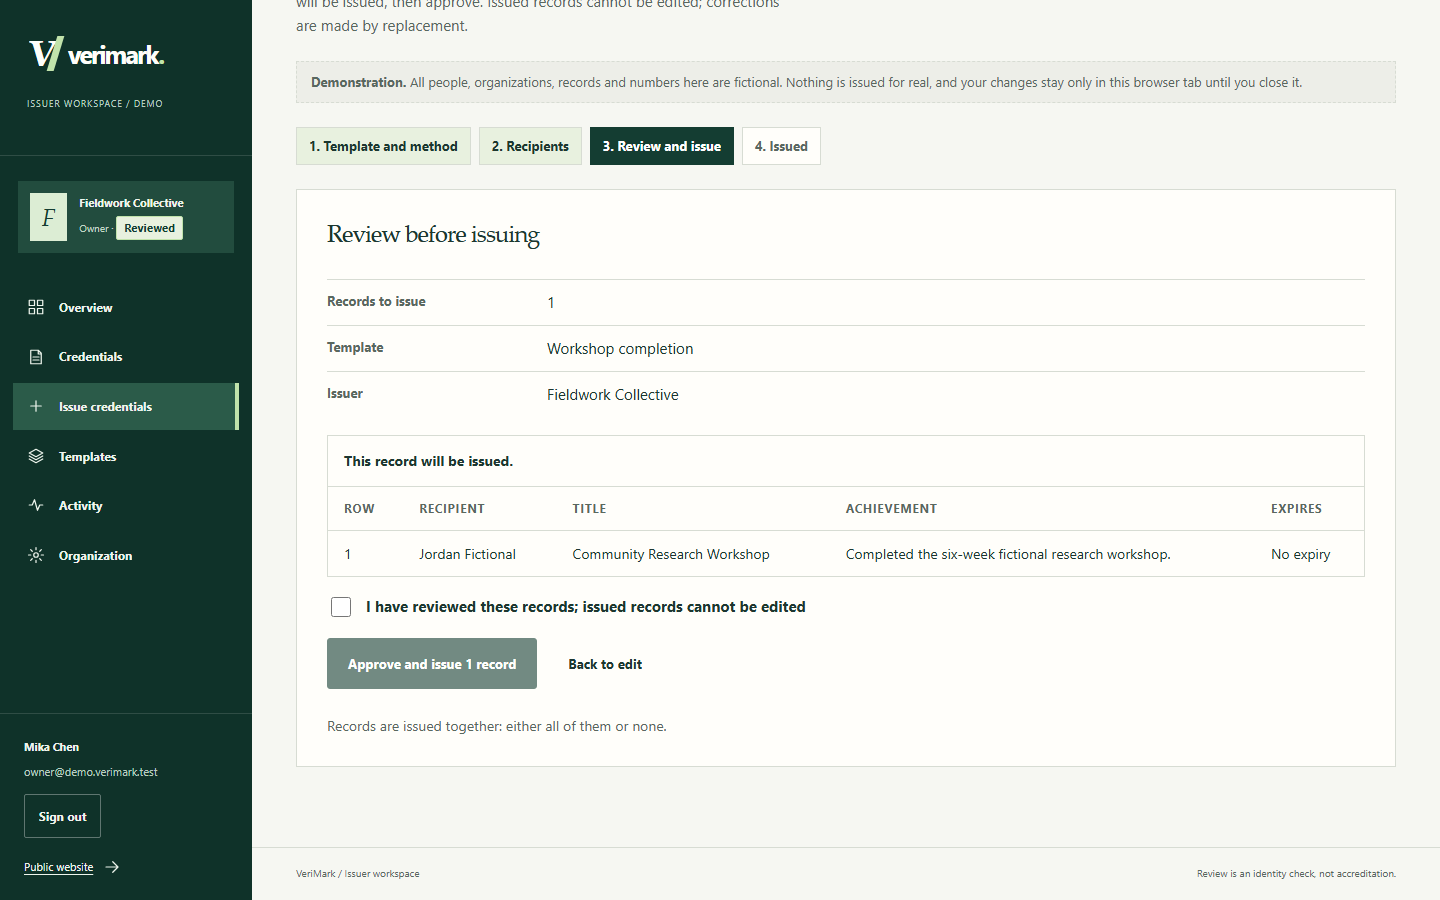 verimark.
ISSUER WORKSPACE / DEMO
F
Fieldwork Collective
Owner · Reviewed
Overview
Credentials
Issue credentials
Templates
Activity
Organization
Mika Chen
owner@demo.verimark.test
Sign out
Public website
will be issued, then approve. Issued records cannot be edited; corrections
are made by replacement.
Demonstration. All people, organizations, records and numbers here are fictional. Nothing is issued for real, and your changes stay only in this browser tab until you close it.
1. Template and method
2. Recipients
3. Review and issue
4. Issued
Review before issuing
Records to issue 1
Template Workshop completion
Issuer Fieldwork Collective
This record will be issued.
ROW RECIPIENT TITLE ACHIEVEMENT EXPIRES
1 Jordan Fictional Community Research Workshop Completed the six-week fictional research workshop. No expiry
I have reviewed these records; issued records cannot be edited
Approve and issue 1 record
Back to edit
Records are issued together: either all of them or none.
VeriMark / Issuer workspace
Review is an identity check, not accreditation.